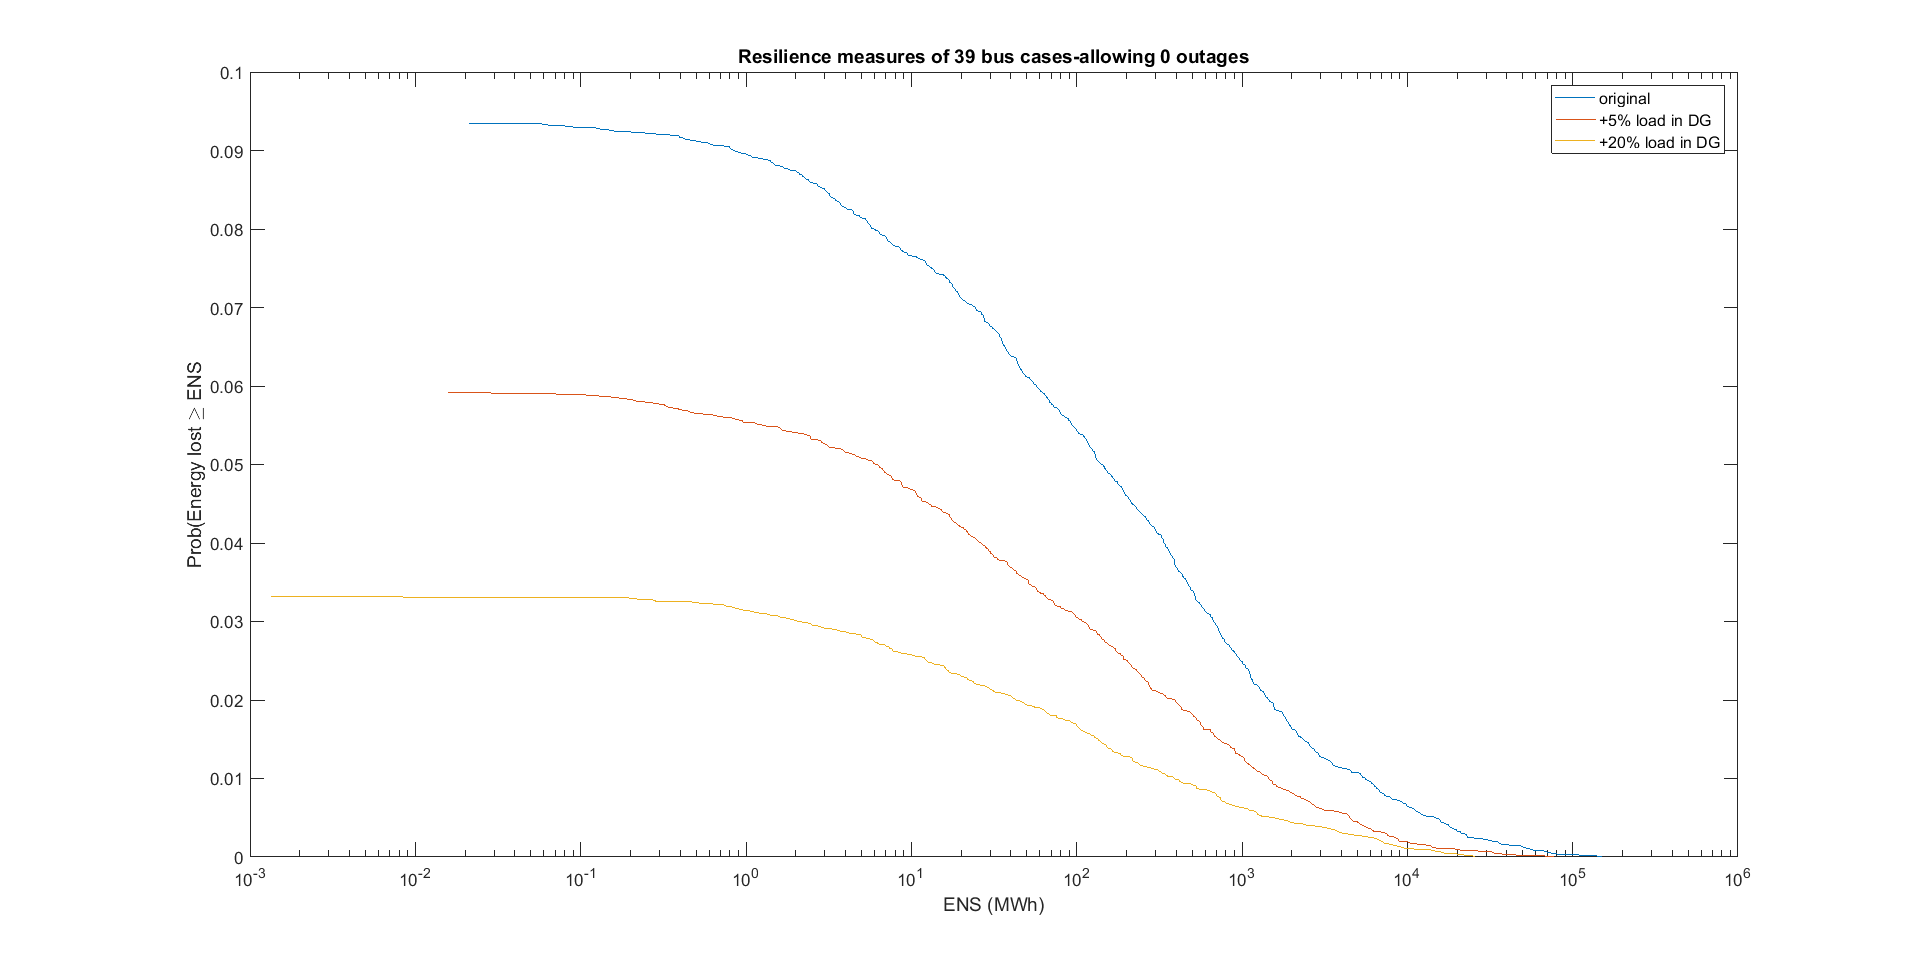 Resilience measures of 39 bus cases-allowing 0 outages
original
+5% load in DG
+20% load in DG
0.1
0.09
0.08
0.07
0.06
0.05
0.04
0.03
0.02
0.01
0
Prob(Energy lost ≥ ENS
10^-3 10^-2 10^-1 10^0 10^1 10^2 10^3 10^4 10^5 10^6
ENS (MWh)